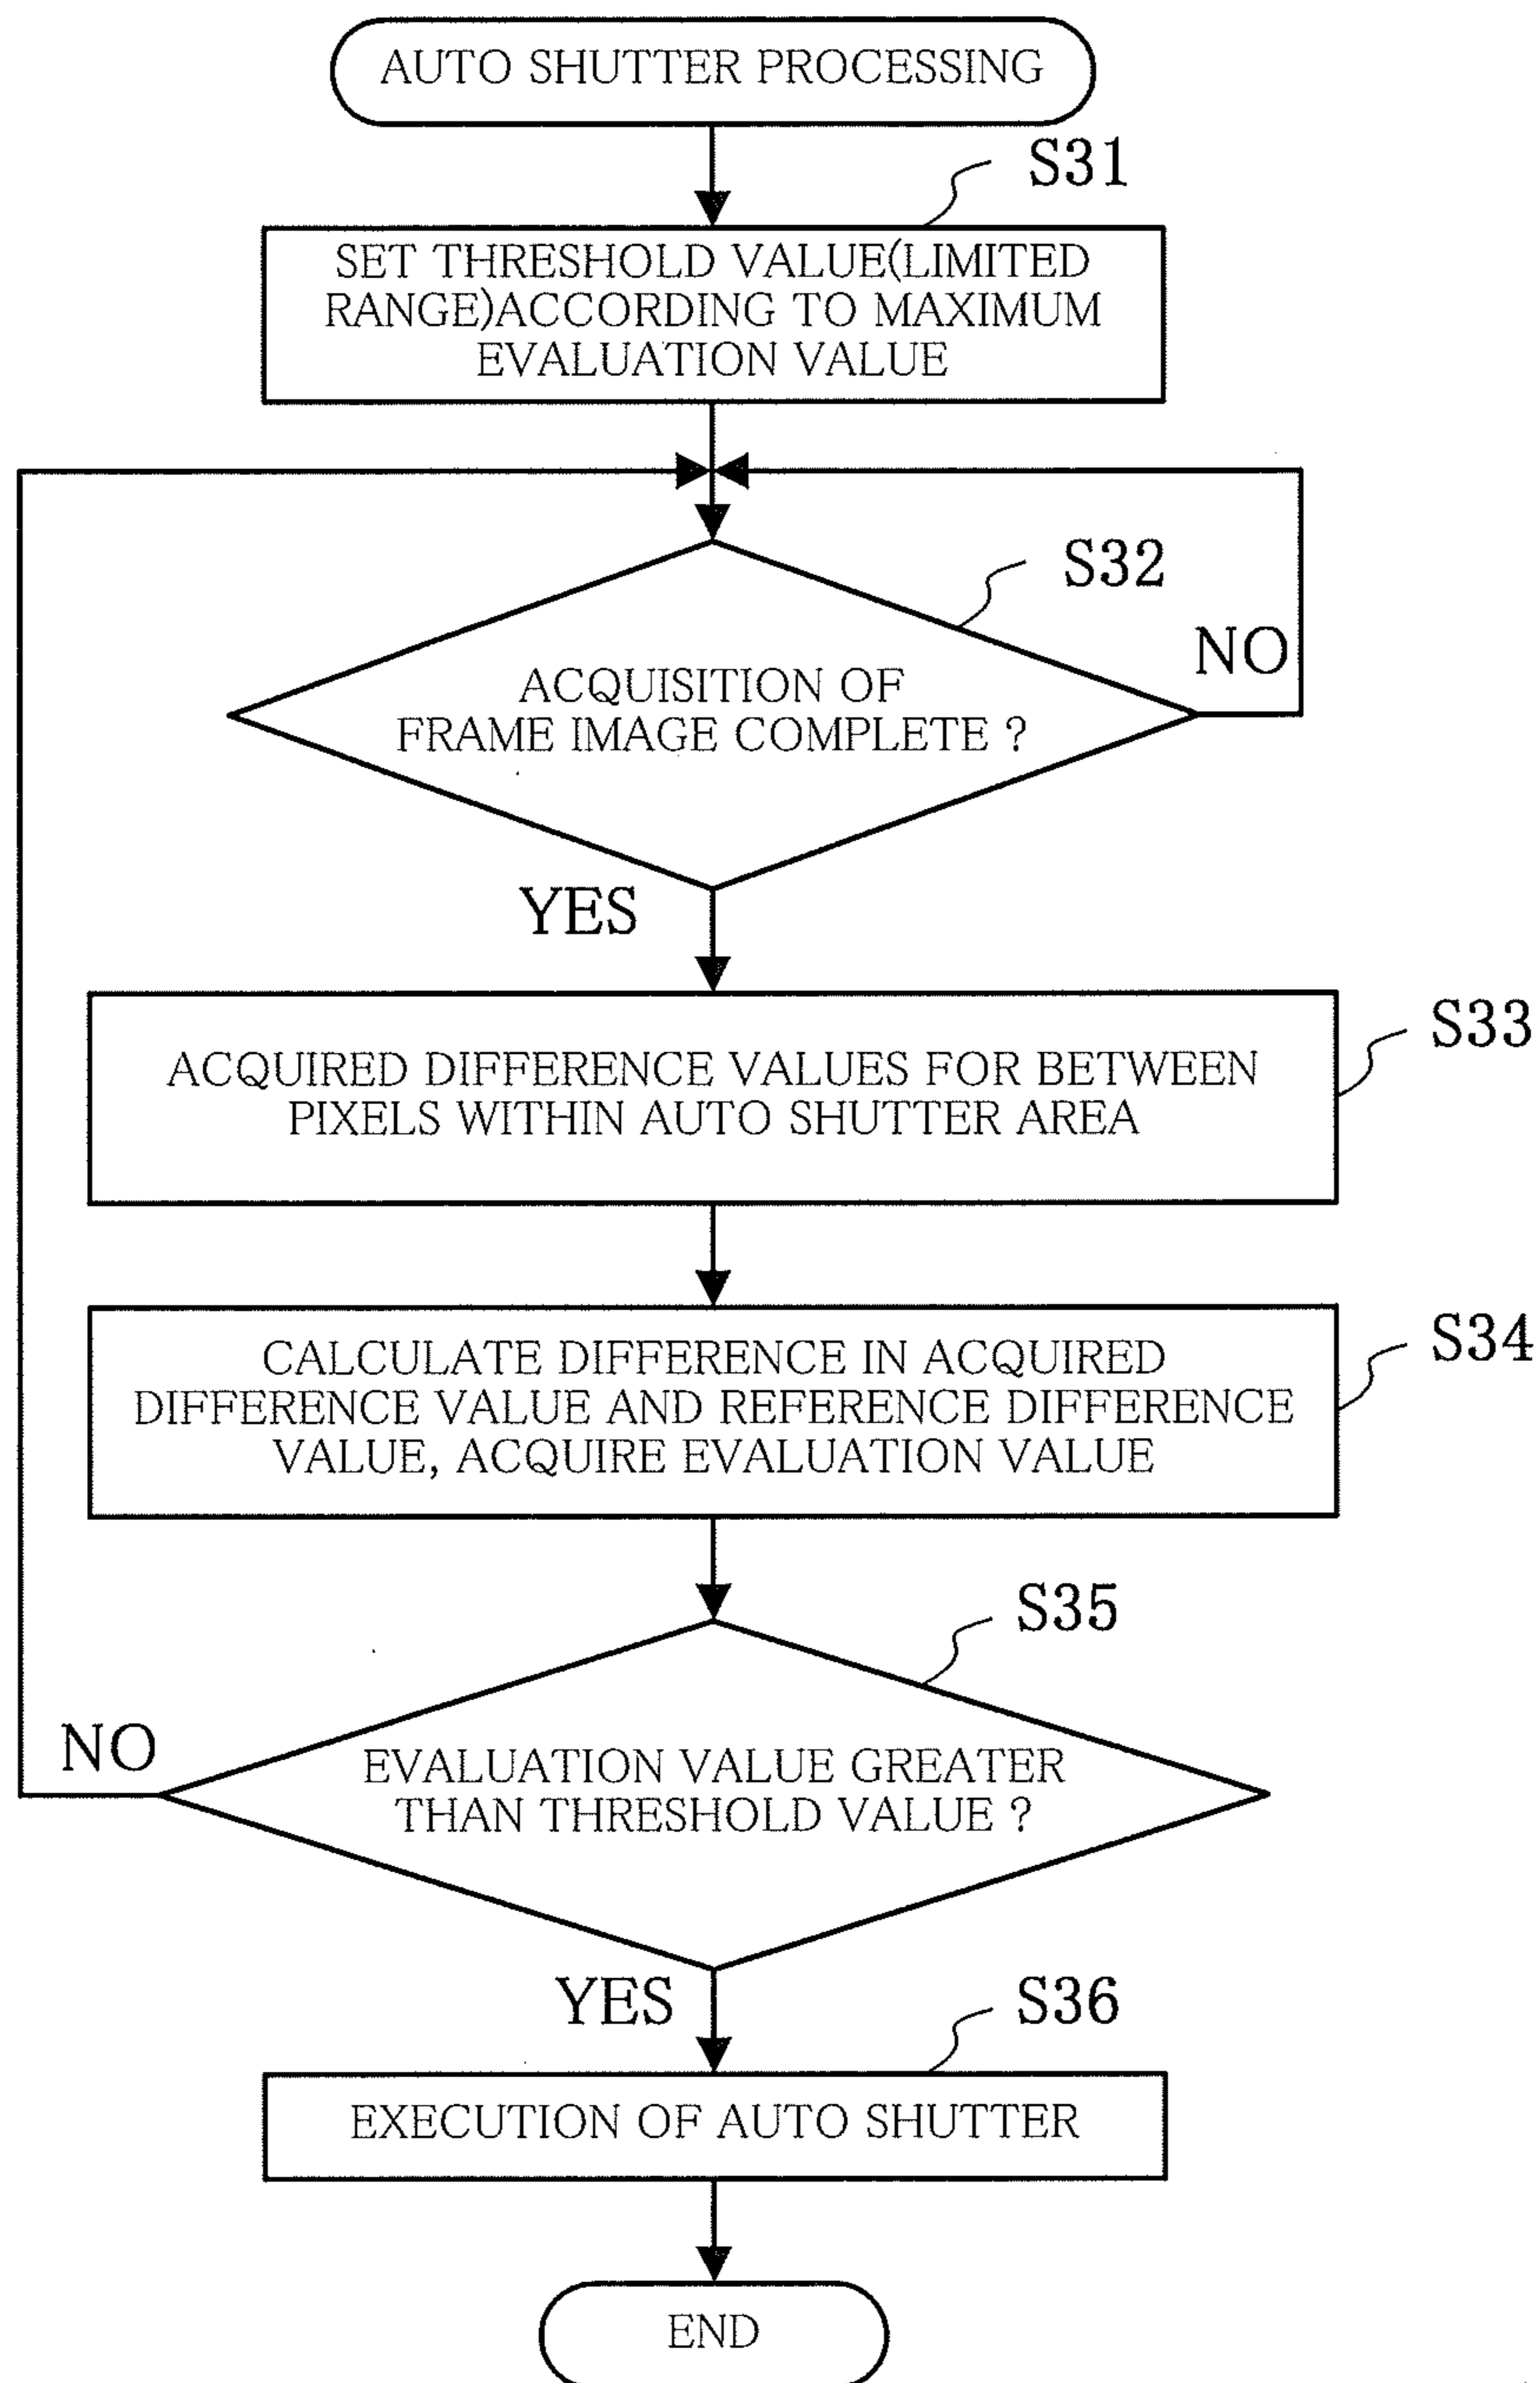 AUTO SHUTTER PROCESSING
S31
SET THRESHOLD VALUE(LIMITED
RANGE)ACCORDING TO MAXIMUM
EVALUATION VALUE
S32
NO
ACQUISITION OF
FRAME IMAGE COMPLETE ?
YES
S33
ACQUIRED DIFFERENCE VALUES FOR BETWEEN
PIXELS WITHIN AUTO SHUTTER AREA
S34
CALCULATE DIFFERENCE IN ACQUIRED
DIFFERENCE VALUE AND REFERENCE DIFFERENCE
VALUE, ACQUIRE EVALUATION VALUE
S35
NO
EVALUATION VALUE GREATER
THAN THRESHOLD VALUE ?
YES
S36
EXECUTION OF AUTO SHUTTER
END